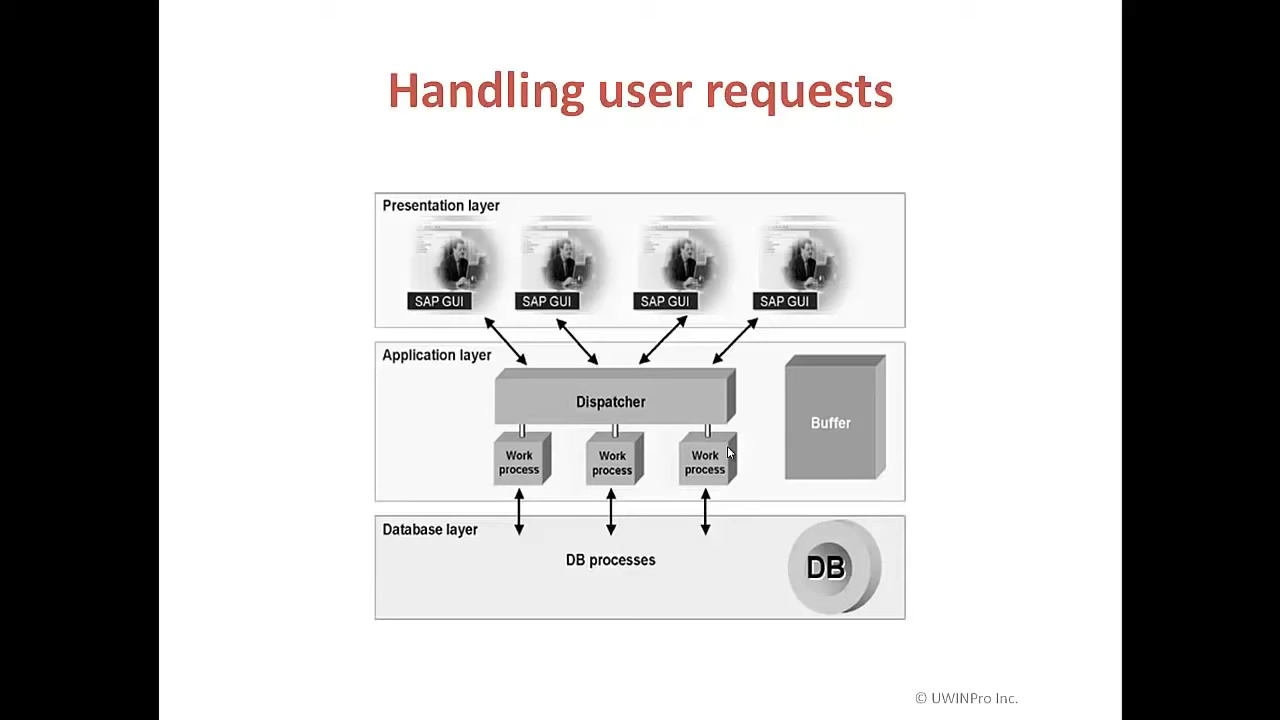 Handling user requests
Presentation layer
SAP GUI
SAP GUI
SAP GUI
SAP GUI
Application layer
Dispatcher
Buffer
Work
process
Work
process
Work
process
Database layer
DB processes
DB
© UWINPro Inc.